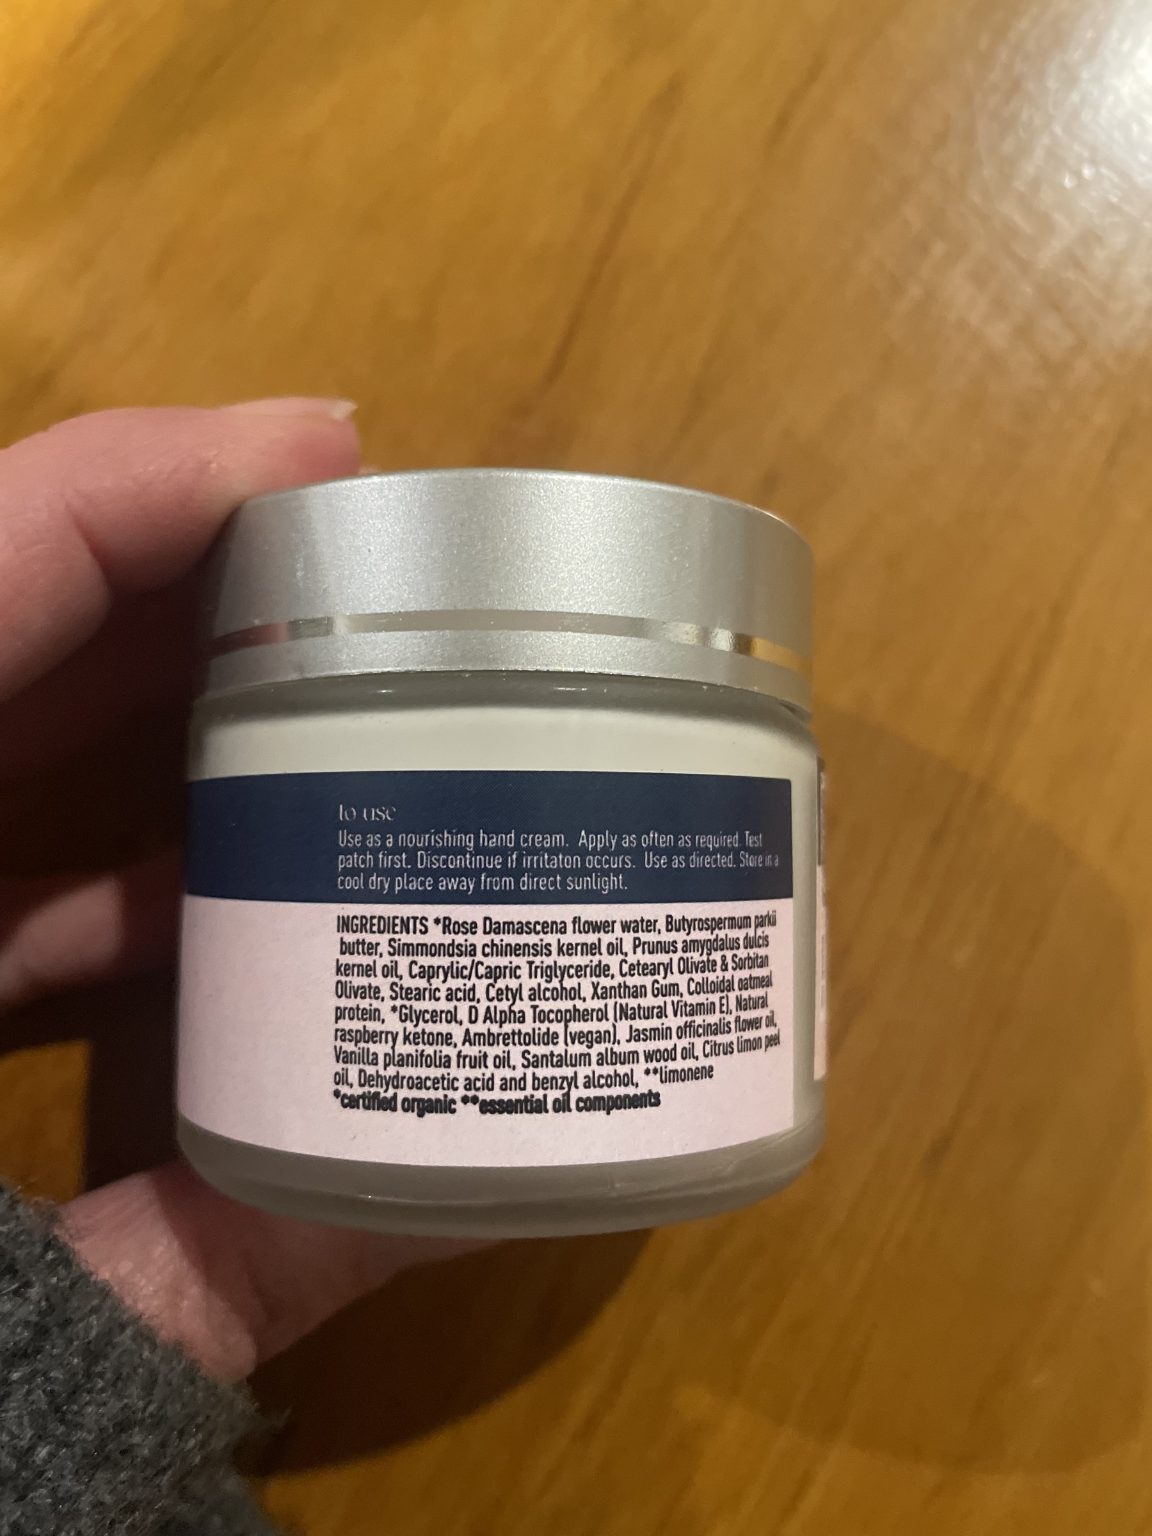 to use
Use as a nourishing hand cream. Apply as often as required. Test
patch first. Discontinue if irritaton occurs. Use as directed. Store in a
cool dry place away from direct sunlight.
INGREDIENTS *Rose Damascena flower water, Butyrospermum parkii
butter, Simmondsia chinensis kernel oil, Prunus amygdalus dulcis
kernel oil, Caprylic/Capric Triglyceride, Cetearyl Olivate & Sorbitan
Olivate, Stearic acid, Cetyl alcohol, Xanthan Gum, Colloidal oatmeal
protein, *Glycerol, D Alpha Tocopherol (Natural Vitamin E), Natural
raspberry ketone, Ambrettolide (vegan), Jasmin officinalis flower oil,
Vanilla planifolia fruit oil, Santalum album wood oil, Citrus limon peel
oil, Dehydroacetic acid and benzyl alcohol, **limonene
*certified organic **essential oil components